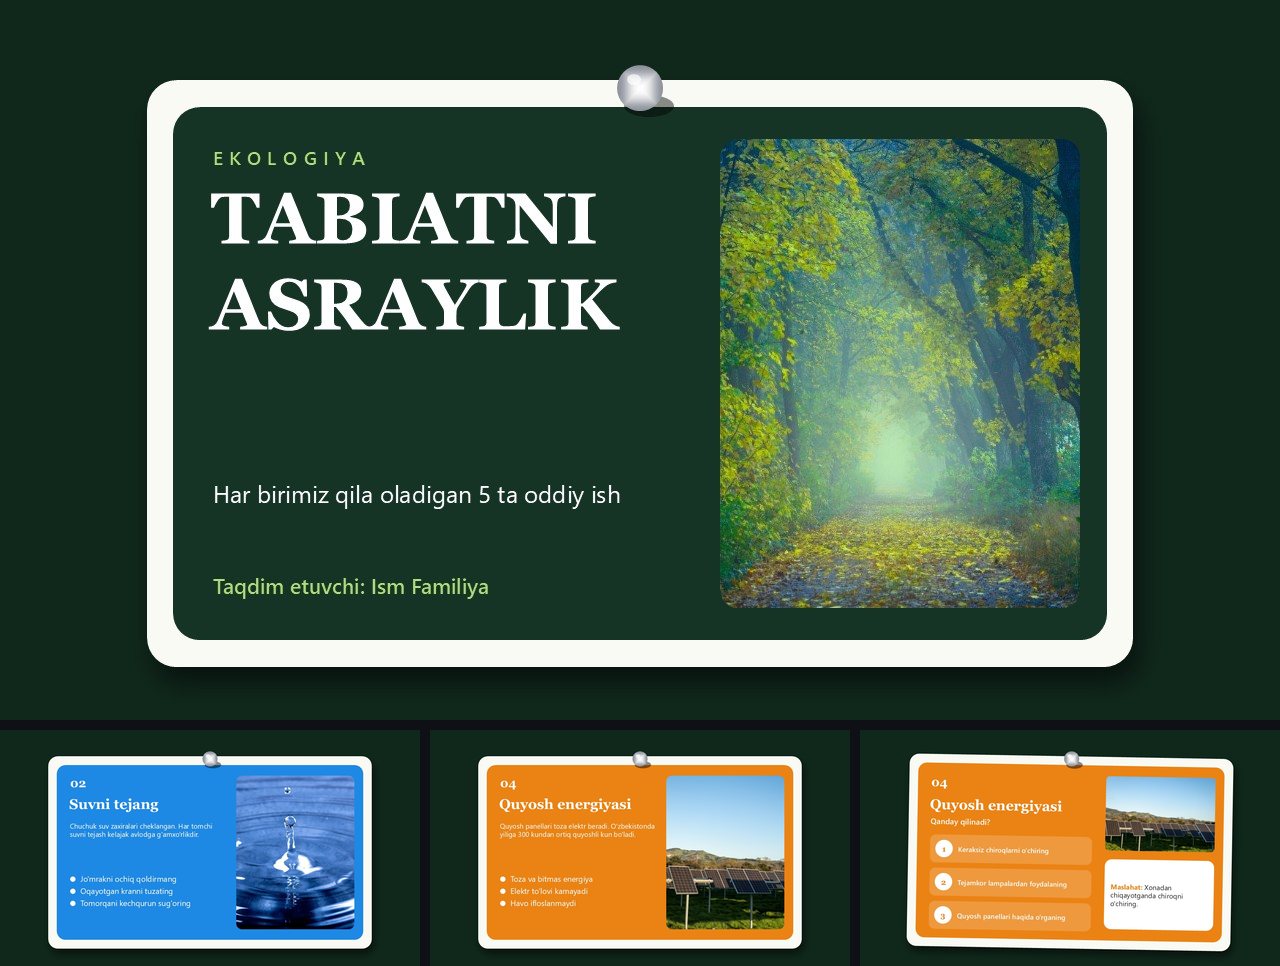 EKOLOGIYA
TABIATNI
ASRAYLIK
Har birimiz qila oladigan 5 ta oddiy ish
Taqdim etuvchi: Ism Familiya
02
Suvni tejang
Chuchuk suv zaxiralari cheklangan. Har tomchi
suvni tejash kelajak avlodga g'amxo'rlikdir.
Jo'mrakni ochiq qoldirmang
Oqayotgan kranni tuzating
Tomorqani kechqurun sug'oring
04
Quyosh energiyasi
Quyosh panellari toza elektr beradi. O'zbekistonda
yiliga 300 kundan ortiq quyoshli kun bo'ladi.
Toza va bitmas energiya
Elektr to'lovi kamayadi
Havo ifloslanmaydi
04
Quyosh energiyasi
Qanday qilinadi?
1 Keraksiz chiroqlarni o'chiring
2 Tejamkor lampalardan foydalaning
3 Quyosh panellari haqida o'rganing
Maslahat: Xonadan
chiqayotganda chiroqni
o'chiring.